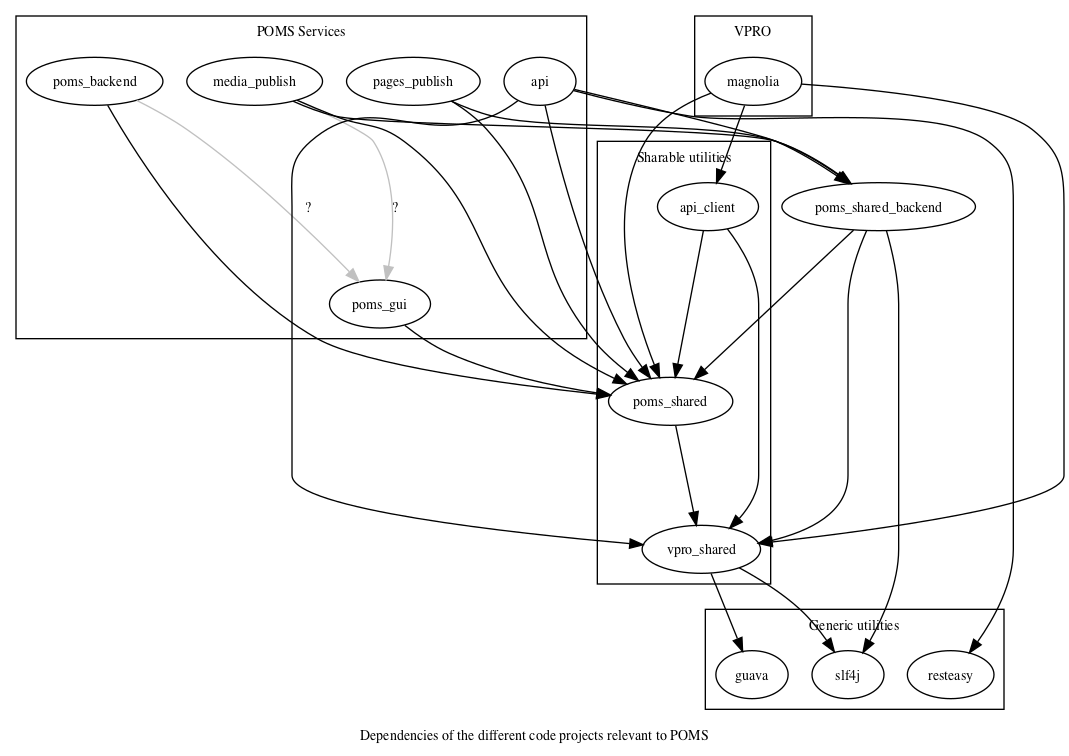 POMS Services
VPRO
poms_backend
media_publish
pages_publish
api
magnolia
Sharable utilities
api_client
poms_shared_backend
?
?
poms_gui
poms_shared
vpro_shared
Generic utilities
guava
slf4j
resteasy
Dependencies of the different code projects relevant to POMS